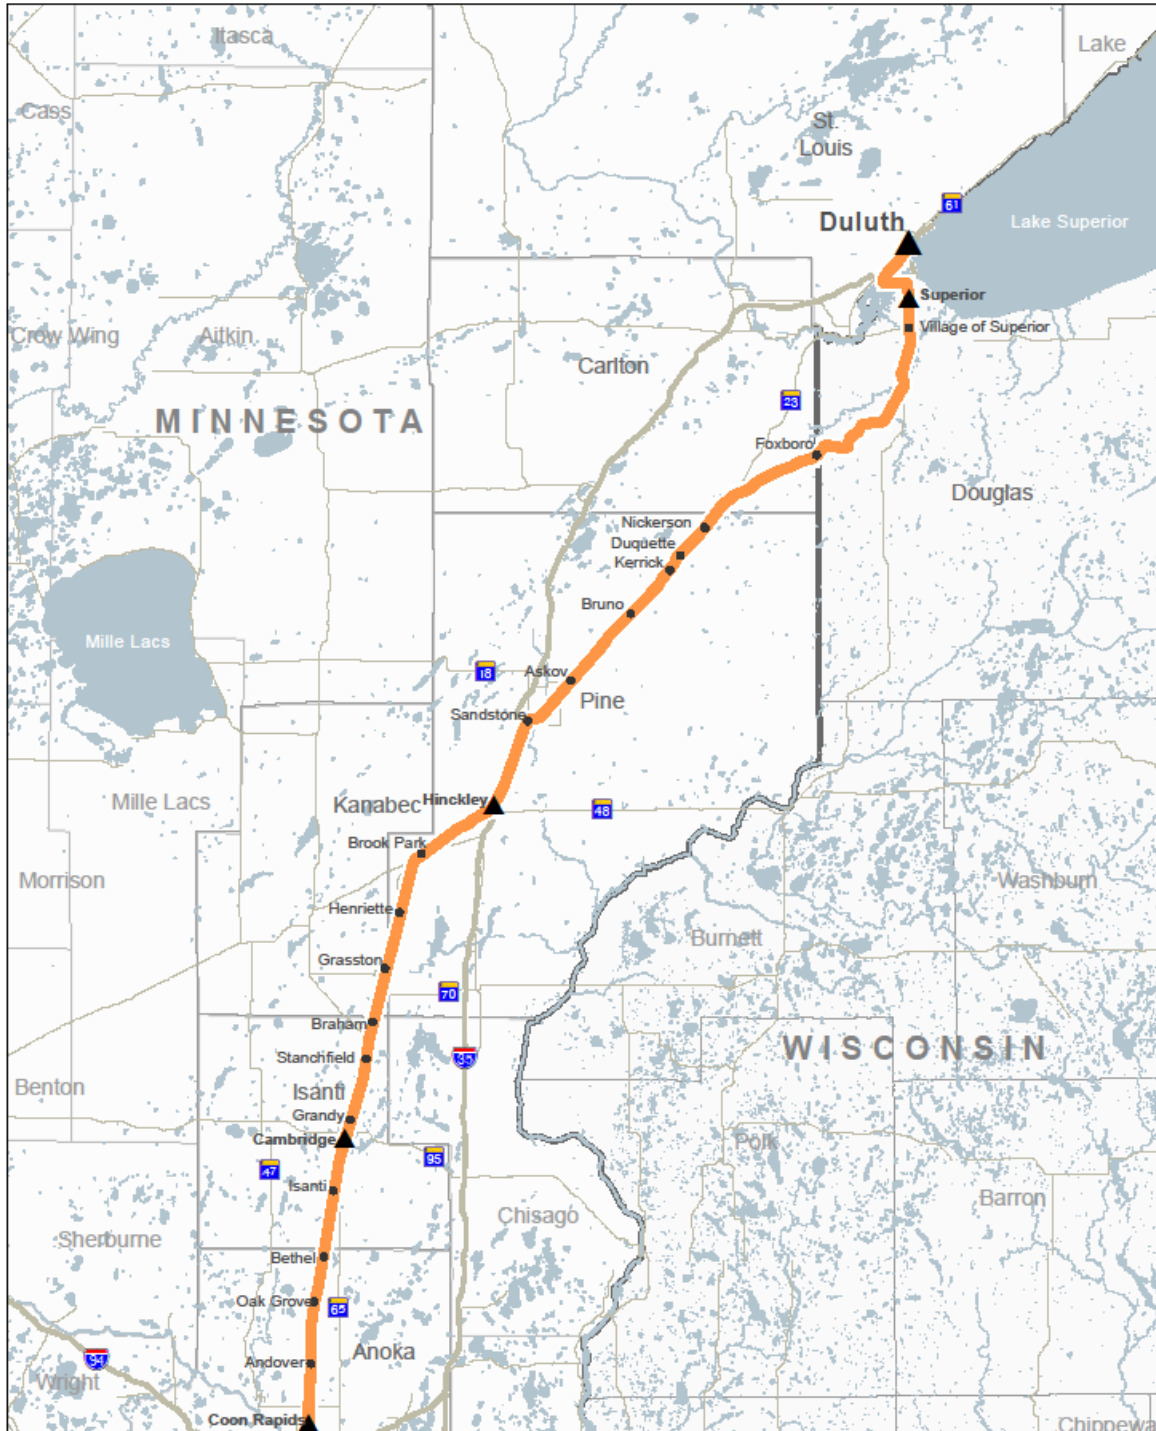 Itasca
Lake
Cass
St.
Louis
61
Duluth
Lake Superior
Superior
Crow Wing
Aitkin
Village of Superior
Carlton
23
MINNESOTA
Foxboro
Douglas
Nickerson
Duquette
Kerrick
Bruno
Mille Lacs
18
Askov
Pine
Sandstone
Mille Lacs
Kanabec
Hinckley
48
Brook Park
Morrison
Washburn
Henriette
Burnett
Grasston
70
Braham
WISCONSIN
Stanchfield
35
Benton
Isanti
Grandy
Cambridge
Polk
95
47
Isanti
Barron
Chisago
Sherburne
Bethel
Oak Grove
65
Anoka
94
Andover
Wright
Coon Rapids
Chippewa